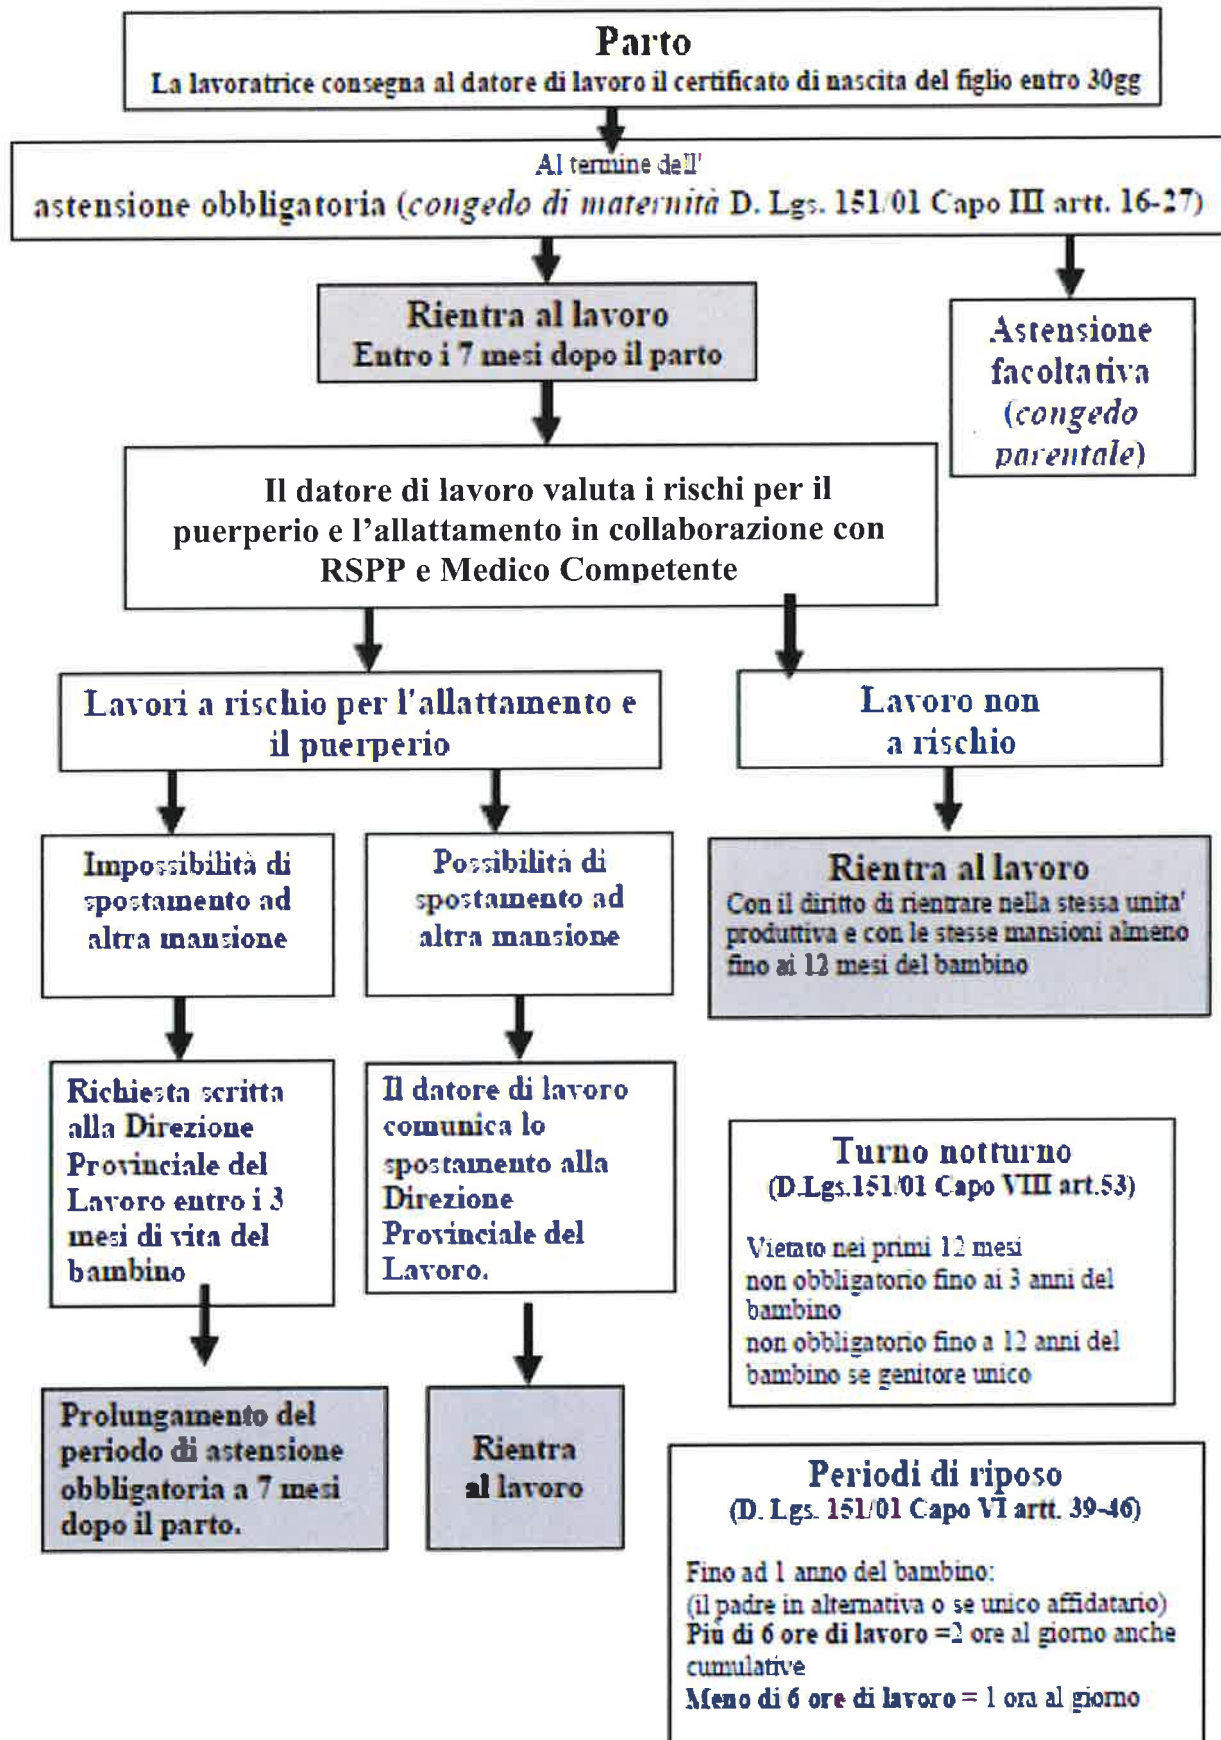 Parto
La lavoratrice consegna al datore di lavoro il certificato di nascita del figlio entro 30gg
Al termine dell'
astensione obbligatoria (congedo di maternità D. Lgs. 151/01 Capo III artt. 16-27)
Rientra al lavoro
Entro i 7 mesi dopo il parto
Astensione
facoltativa
(congedo
parentale)
Il datore di lavoro valuta i rischi per il
puerperio e l’allattamento in collaborazione con
RSPP e Medico Competente
Lavori a rischio per l'allattamento e
il puerperio
Lavoro non
a rischio
Impossibilità di
spostamento ad
altra mansione
Possibilità di
spostamento ad
altra mansione
Rientra al lavoro
Con il diritto di rientrare nella stessa unita'
produttiva e con le stesse mansioni almeno
fino ai 12 mesi del bambino
Richiesta scritta
alla Direzione
Provinciale del
Lavoro entro i 3
mesi di vita del
bambino
Il datore di lavoro
comunica lo
spostamento alla
Direzione
Provinciale del
Lavoro.
Turno notturno
(D.Lgs.151/01 Capo VIII art.53)
Vietato nei primi 12 mesi
non obbligatorio fino ai 3 anni del
bambino
non obbligatorio fino a 12 anni del
bambino se genitore unico
Prolungamento del
periodo di astensione
obbligatoria a 7 mesi
dopo il parto.
Rientra
al lavoro
Periodi di riposo
(D. Lgs. 151/01 Capo VI artt. 39-46)
Fino ad 1 anno del bambino:
(il padre in alternativa o se unico affidatario)
Più di 6 ore di lavoro =2 ore al giorno anche
cumulative
Meno di 6 ore di lavoro = 1 ora al giorno